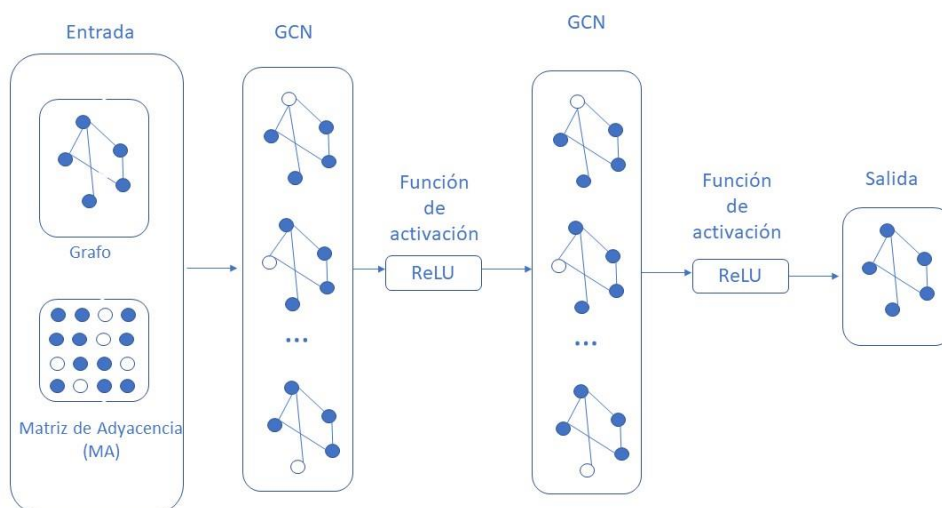 Entrada
Grafo
Matriz de Adyacencia
(MA)
GCN
...
Función
de
activación
ReLU
GCN
...
Función
de
activación
ReLU
Salida